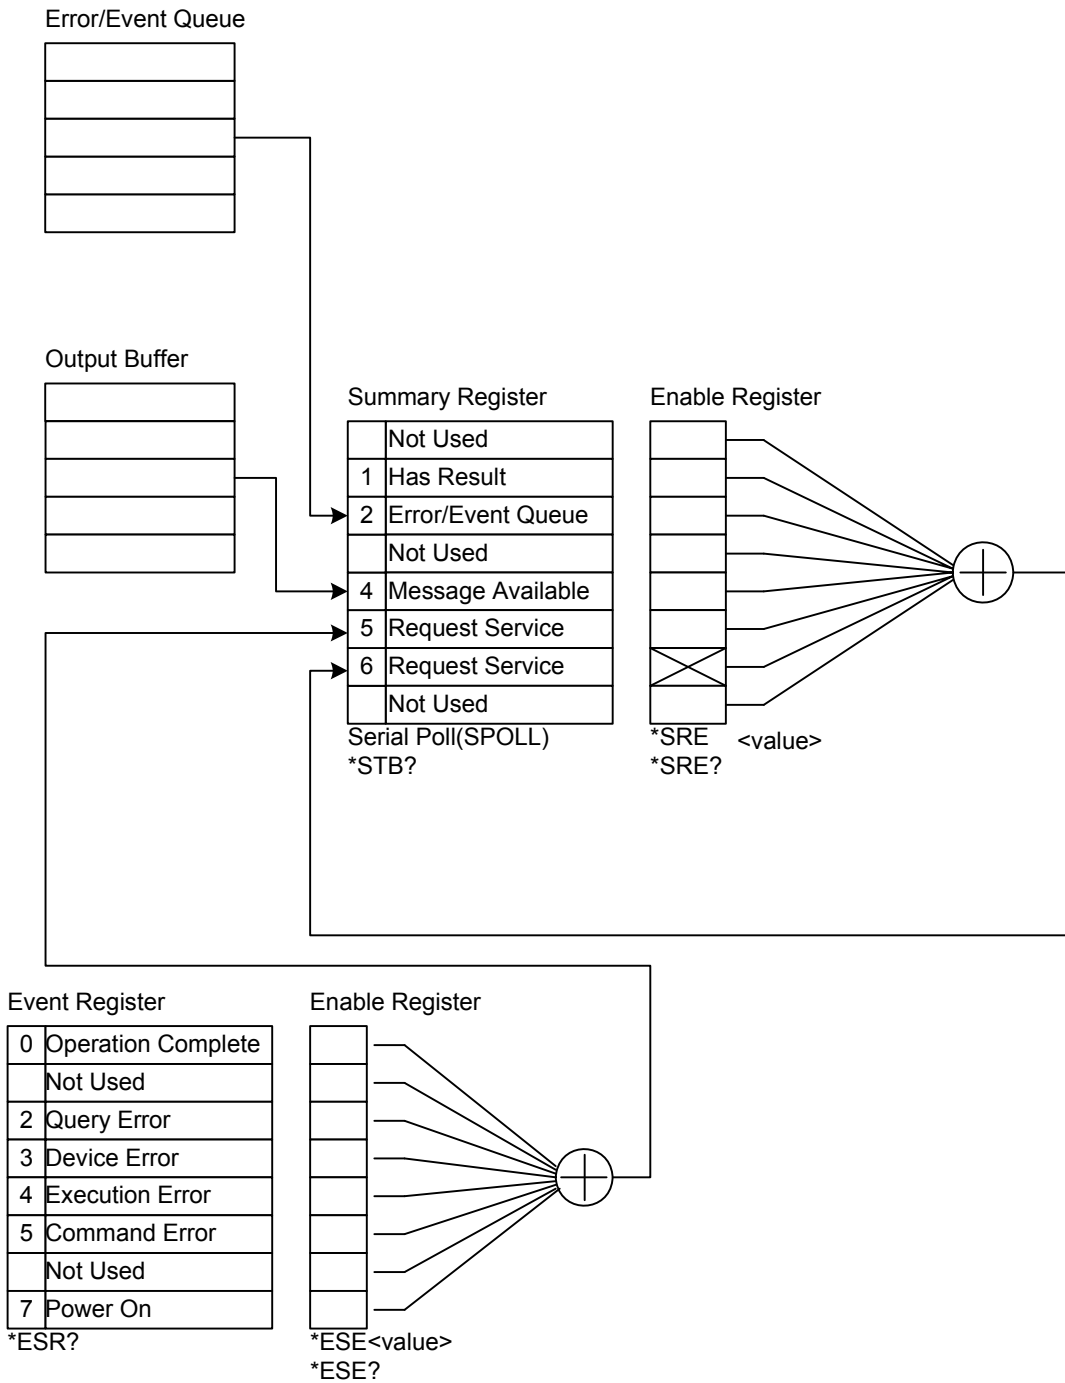 Error/Event Queue
Output Buffer
Summary Register
Not Used
1 Has Result
2 Error/Event Queue
Not Used
4 Message Available
5 Request Service
6 Request Service
Not Used
Serial Poll(SPOLL)
*STB?
Enable Register
*SRE <value>
*SRE?
Event Register
0 Operation Complete
Not Used
2 Query Error
3 Device Error
4 Execution Error
5 Command Error
Not Used
7 Power On
*ESR?
Enable Register
*ESE<value>
*ESE?